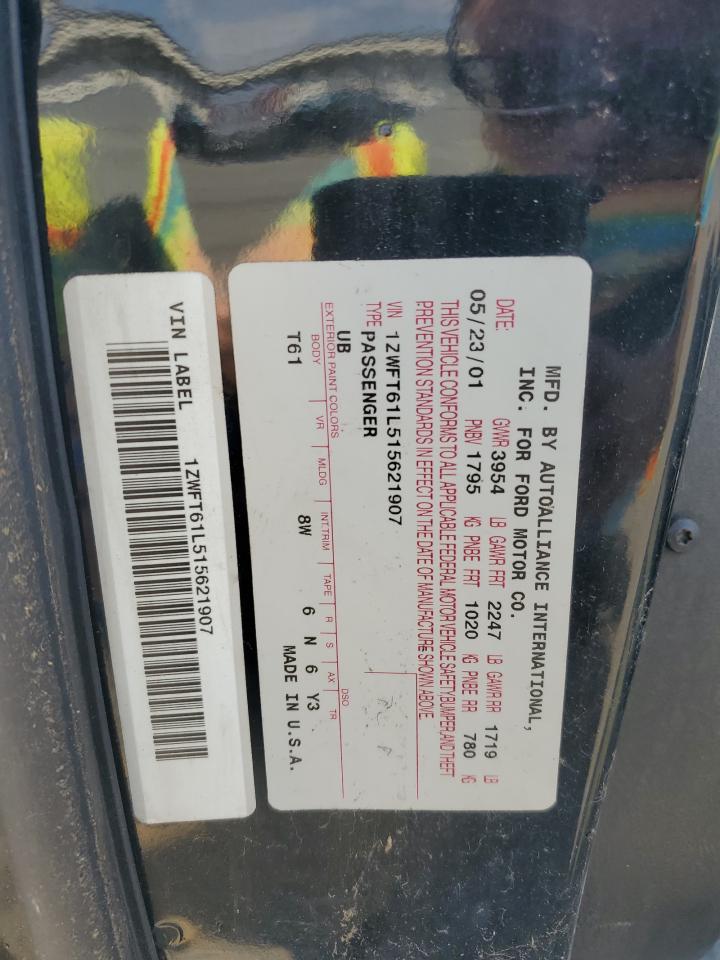 MFD. BY AUTOALLIANCE INTERNATIONAL,
INC. FOR FORD MOTOR CO.
DATE: GVWR 3954 LB GAWR FRT 2247 LB GAWR RR 1719 LB
05/23/01 PNBV 1795 KG PNBE FRT 1020 KG PNBE RR 780 KG
THIS VEHICLE CONFORMS TO ALL APPLICABLE FEDERAL MOTOR VEHICLE SAFETY, BUMPER, AND THEFT
PREVENTION STANDARDS IN EFFECT ON THE DATE OF MANUFACTURE SHOWN ABOVE.
VIN 1ZWFT61L515621907
TYPE PASSENGER
UB
EXTERIOR PAINT COLORS DSO
BODY VR MLDG INT.TRIM TAPE R S AX TR
T61 8W 6 N 6 Y3
MADE IN U.S.A.
VIN LABEL 1ZWFT61L515621907